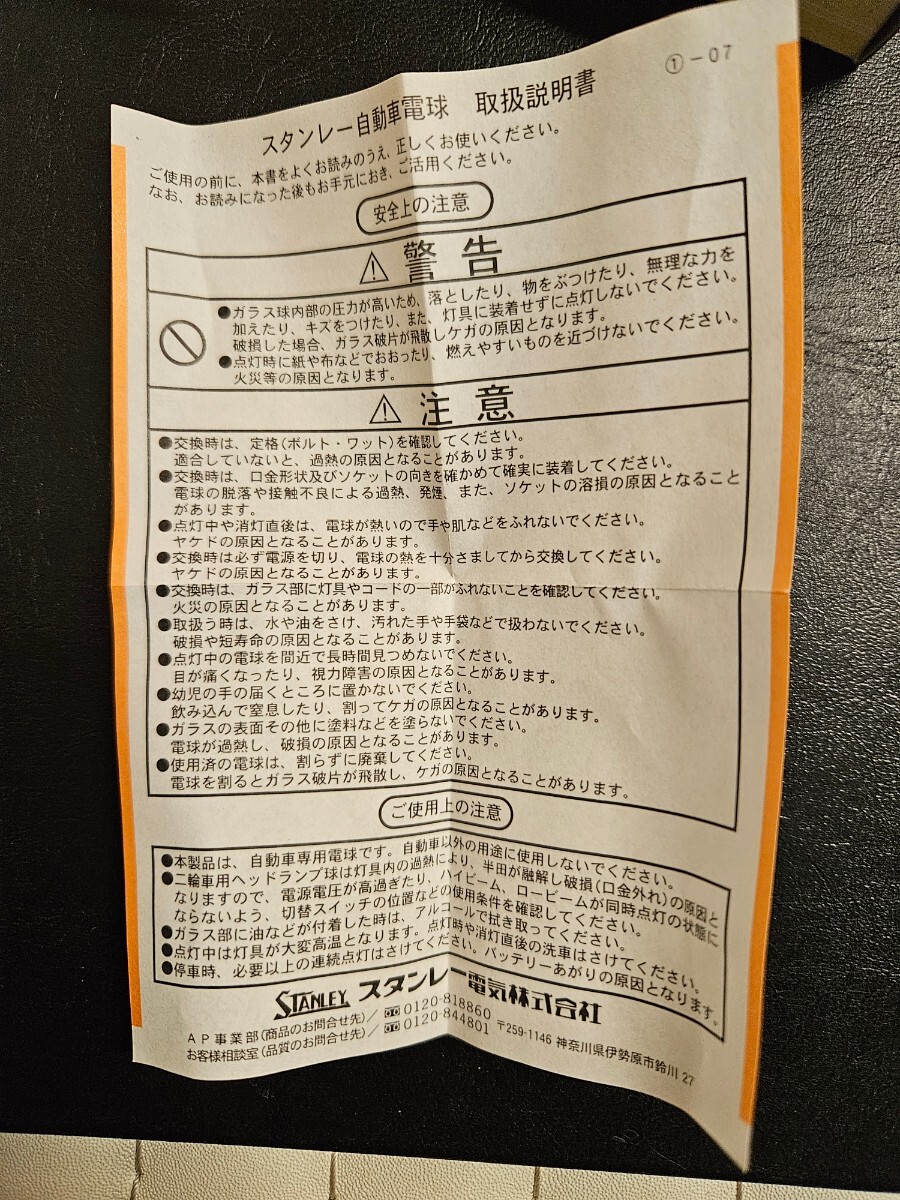 ①-07
スタンレー自動車電球 取扱説明書
ご使用の前に、本書をよくお読みのうえ、正しくお使いください。
なお、お読みになった後もお手元におき、ご活用ください。
安全上の注意
⚠警告
●ガラス球内部の圧力が高いため、落としたり、物をぶつけたり、無理な力を
加えたり、キズをつけたり、また、灯具に装着せずに点灯しないでください。
破損した場合、ガラス破片が飛散しケガの原因となります。
●点灯時に紙や布などでおおったり、燃えやすいものを近づけないでください。
火災等の原因となります。
⚠注意
●交換時は、定格(ボルト・ワット)を確認してください。
適合していないと、過熱の原因となることがあります。
●交換時は、口金形状及びソケットの向きを確かめて確実に装着してください。
電球の脱落や接触不良による過熱、発煙、また、ソケットの溶損の原因となること
があります。
●点灯中や消灯直後は、電球が熱いので手や肌などをふれないでください。
ヤケドの原因となることがあります。
●交換時は必ず電源を切り、電球の熱を十分さましてから交換してください。
ヤケドの原因となることがあります。
●交換時は、ガラス部に灯具やコードの一部がふれないことを確認してください。
火災の原因となることがあります。
●取扱う時は、水や油をさけ、汚れた手や手袋などで扱わないでください。
破損や短寿命の原因となることがあります。
●点灯中の電球を間近で長時間見つめないでください。
目が痛くなったり、視力障害の原因となることがあります。
●幼児の手の届くところに置かないでください。
飲み込んで窒息したり、割ってケガの原因となることがあります。
●ガラスの表面その他に塗料などを塗らないでください。
電球が過熱し、破損の原因となることがあります。
●使用済の電球は、割らずに廃棄してください。
電球を割るとガラス破片が飛散し、ケガの原因となることがあります。
ご使用上の注意
●本製品は、自動車専用電球です。自動車以外の用途に使用しないでください。
●二輪車用ヘッドランプ球は灯具内の過熱により、半田が融解し破損(口金外れ)の原因と
なりますので、電源電圧が高過ぎたり、ハイビーム、ロービームが同時点灯の状態に
ならないよう、切替スイッチの位置などの使用条件を確認してください。
●ガラス部に油などが付着した時は、アルコールで拭き取ってください。
●点灯中は灯具が大変高温となります。点灯時や消灯直後の洗車はさけてください。
●停車時、必要以上の連続点灯はさけてください。バッテリーあがりの原因となります。
STANLEY スタンレー電気株式会社
AP事業部(商品のお問合せ先)/0120-818860
お客様相談室(品質のお問合せ先)/0120-844801 〒259-1146 神奈川県伊勢原市鈴川 27